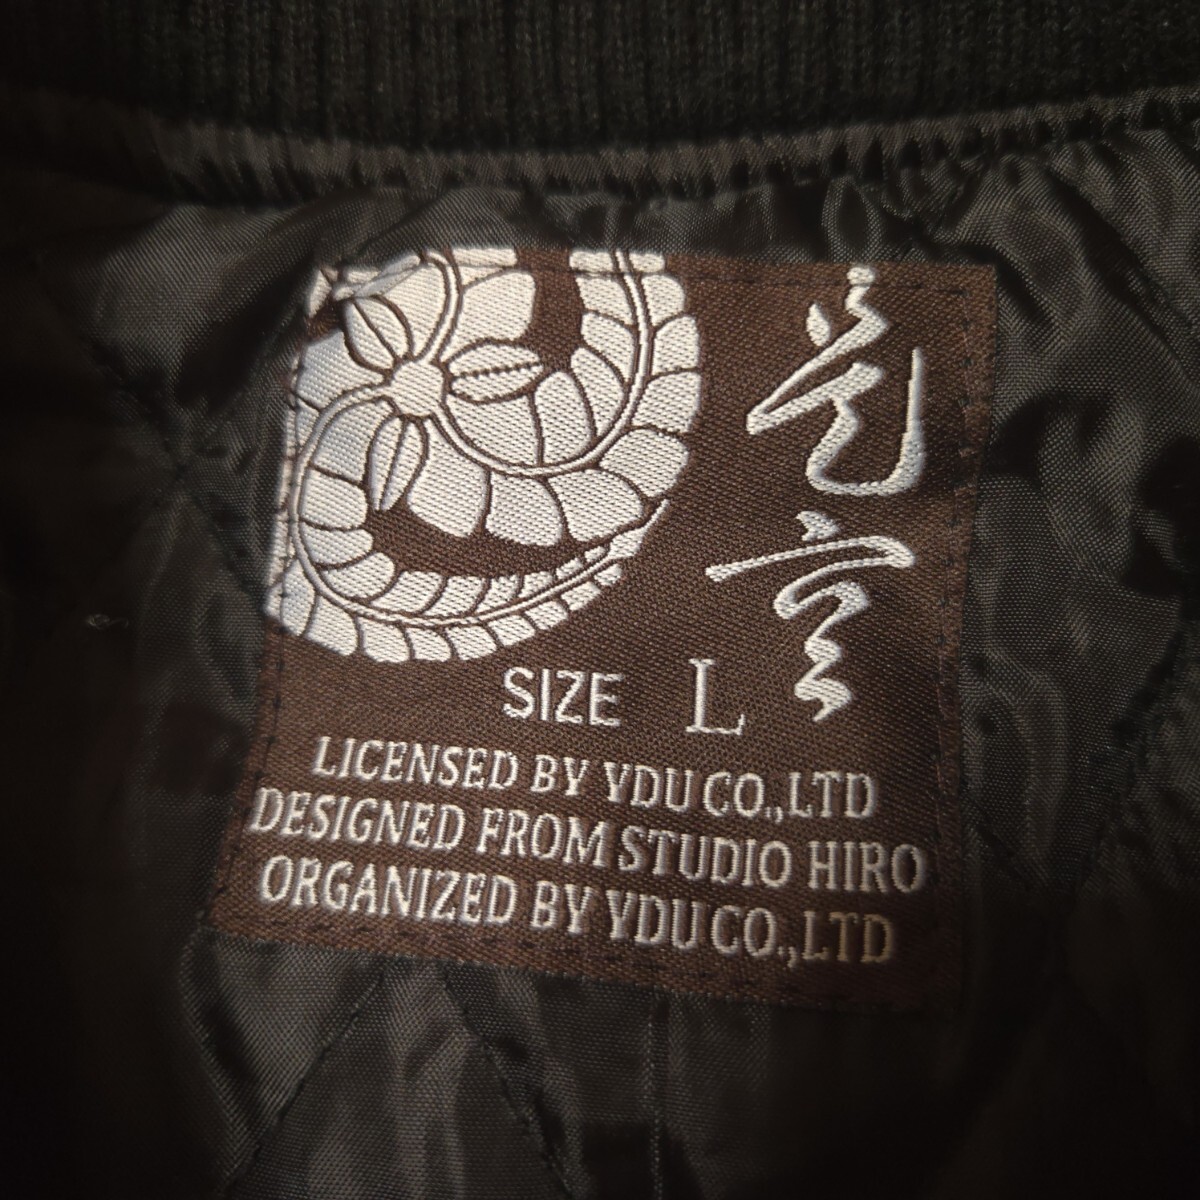 SIZE L
LICENSED BY YDU CO.,LTD
DESIGNED FROM STUDIO HIRO
ORGANIZED BY YDU CO.,LTD